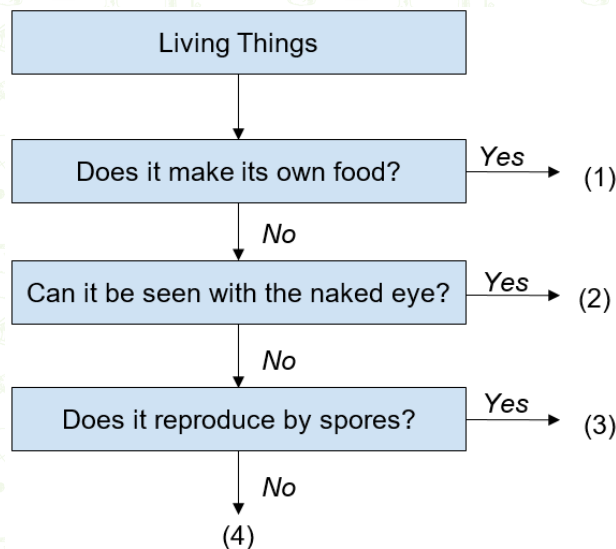 Living Things
Does it make its own food?
Yes
(1)
No
Can it be seen with the naked eye?
Yes
(2)
No
Does it reproduce by spores?
Yes
(3)
No
(4)